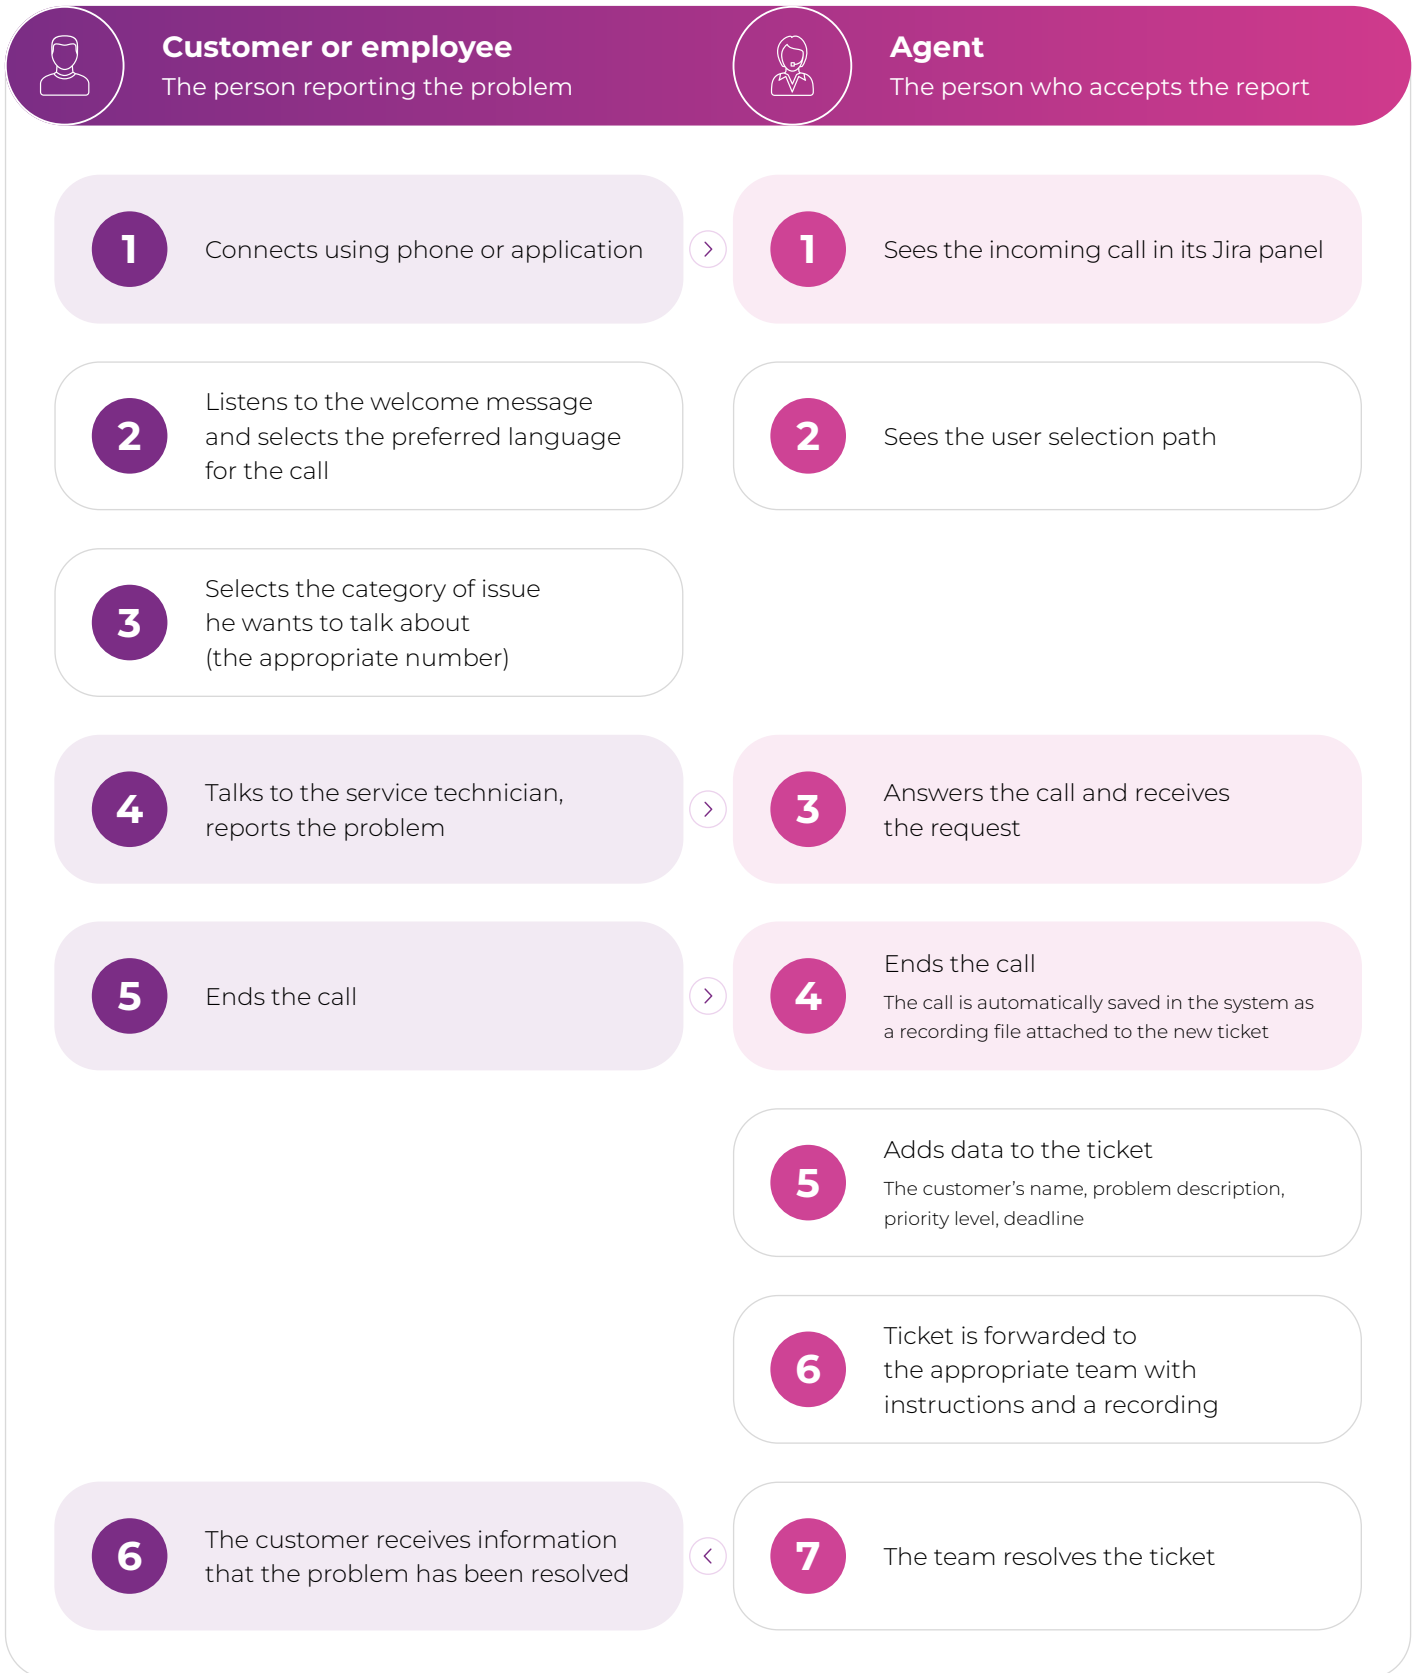 Customer or employee
The person reporting the problem
Agent
The person who accepts the report
1
Connects using phone or application
1
Sees the incoming call in its Jira panel
2
Listens to the welcome message
and selects the preferred language
for the call
2
Sees the user selection path
3
Selects the category of issue
he wants to talk about
(the appropriate number)
4
Talks to the service technician,
reports the problem
3
Answers the call and receives
the request
5
Ends the call
4
Ends the call
The call is automatically saved in the system as
a recording file attached to the new ticket
5
Adds data to the ticket
The customer’s name, problem description,
priority level, deadline
6
Ticket is forwarded to
the appropriate team with
instructions and a recording
6
The customer receives information
that the problem has been resolved
7
The team resolves the ticket